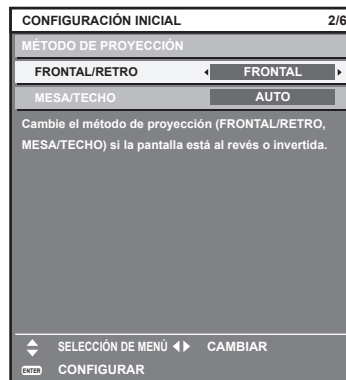 CONFIGURACIÓN INICIAL 2/6
MÉTODO DE PROYECCIÓN
FRONTAL/RETRO FRONTAL
MESA/TECHO AUTO
Cambie el método de proyección (FRONTAL/RETRO,
MESA/TECHO) si la pantalla está al revés o invertida.
SELECCIÓN DE MENÚ CAMBIAR
ENTER CONFIGURAR